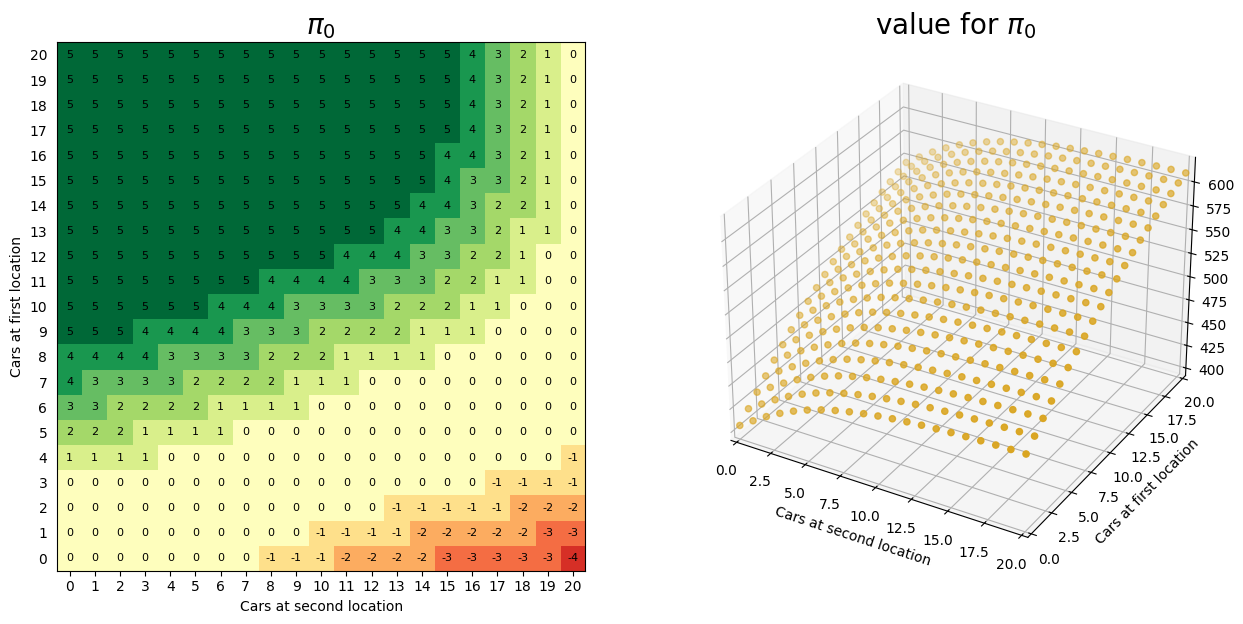 π0
20 5 5 5 5 5 5 5 5 5 5 5 5 5 5 5 5 4 3 2 1 0
19 5 5 5 5 5 5 5 5 5 5 5 5 5 5 5 5 4 3 2 1 0
18 5 5 5 5 5 5 5 5 5 5 5 5 5 5 5 5 4 3 2 1 0
17 5 5 5 5 5 5 5 5 5 5 5 5 5 5 5 5 4 3 2 1 0
16 5 5 5 5 5 5 5 5 5 5 5 5 5 5 5 4 4 3 2 1 0
15 5 5 5 5 5 5 5 5 5 5 5 5 5 5 5 4 3 3 2 1 0
14 5 5 5 5 5 5 5 5 5 5 5 5 5 5 4 4 3 2 2 1 0
13 5 5 5 5 5 5 5 5 5 5 5 5 5 4 4 3 3 2 1 1 0
12 5 5 5 5 5 5 5 5 5 5 5 4 4 4 3 3 2 2 1 0 0
11 5 5 5 5 5 5 5 5 4 4 4 4 3 3 3 2 2 1 1 0 0
10 5 5 5 5 5 5 4 4 4 3 3 3 3 2 2 2 1 1 0 0 0
9 5 5 5 4 4 4 4 3 3 3 2 2 2 2 1 1 1 0 0 0 0
8 4 4 4 4 3 3 3 3 2 2 2 1 1 1 1 0 0 0 0 0 0
7 4 3 3 3 3 2 2 2 2 1 1 1 0 0 0 0 0 0 0 0 0
6 3 3 2 2 2 2 1 1 1 1 0 0 0 0 0 0 0 0 0 0 0
5 2 2 2 1 1 1 1 0 0 0 0 0 0 0 0 0 0 0 0 0 0
4 1 1 1 1 0 0 0 0 0 0 0 0 0 0 0 0 0 0 0 0 -1
3 0 0 0 0 0 0 0 0 0 0 0 0 0 0 0 0 0 -1 -1 -1 -1
2 0 0 0 0 0 0 0 0 0 0 0 0 0 -1 -1 -1 -1 -1 -2 -2 -2
1 0 0 0 0 0 0 0 0 0 0 -1 -1 -1 -1 -2 -2 -2 -2 -2 -3 -3
0 0 0 0 0 0 0 0 0 -1 -1 -1 -2 -2 -2 -2 -3 -3 -3 -3 -3 -4
0 1 2 3 4 5 6 7 8 9 10 11 12 13 14 15 16 17 18 19 20
Cars at second location
Cars at first location
value for π0
600
575
550
525
500
475
450
425
400
0.0 2.5 5.0 7.5 10.0 12.5 15.0 17.5 20.0
Cars at second location
0.0 2.5 5.0 7.5 10.0 12.5 15.0 17.5 20.0
Cars at first location